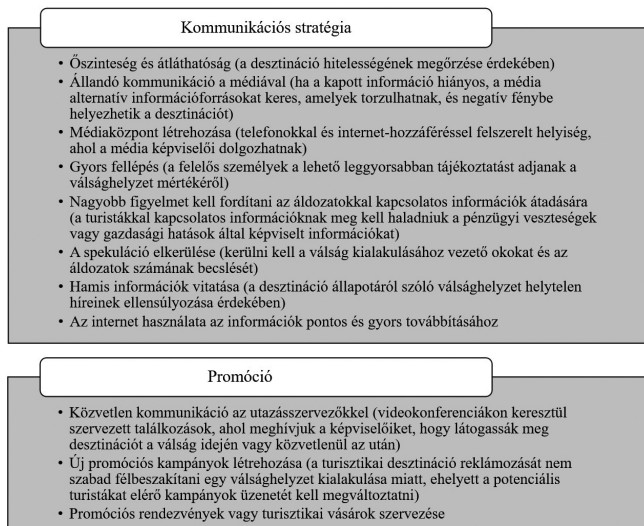 Kommunikációs stratégia
• Őszinteség és átláthatóság (a desztináció hitelességének megőrzése érdekében)
• Állandó kommunikáció a médiával (ha a kapott információ hiányos, a média
alternatív információforrásokat keres, amelyek torzulhatnak, és negatív fénybe
helyezhetik a desztinációt)
• Médiaközpont létrehozása (telefonokkal és internet-hozzáféréssel felszerelt helyiség,
ahol a média képviselői dolgozhatnak)
• Gyors fellépés (a felelős személyek a lehető leggyorsabban tájékoztatást adjanak a
válsághelyzet mértékéről)
• Nagyobb figyelmet kell fordítani az áldozatokkal kapcsolatos információk átadására
(a turistákkal kapcsolatos információknak meg kell haladniuk a pénzügyi veszteségek
vagy gazdasági hatások által képviselt információkat)
• A spekuláció elkerülése (kerülni kell a válság kialakulásához vezető okokat és az
áldozatok számának becslését)
• Hamis információk vitatása (a desztináció állapotáról szóló válsághelyzet helytelen
híreinek ellensúlyozása érdekében)
• Az internet használata az információk pontos és gyors továbbításához
Promóció
• Közvetlen kommunikáció az utazásszervezőkkel (videokonferenciákon keresztül
szervezett találkozások, ahol meghívjuk a képviselőiket, hogy látogassák meg
desztinációt a válság idején vagy közvetlenül az után)
• Új promóciós kampányok létrehozása (a turisztikai desztináció reklámozását nem
szabad félbeszakítani egy válsághelyzet kialakulása miatt, ehelyett a potenciális
turistákat elérő kampányok üzenetét kell megváltoztatni)
• Promóciós rendezvények vagy turisztikai vásárok szervezése